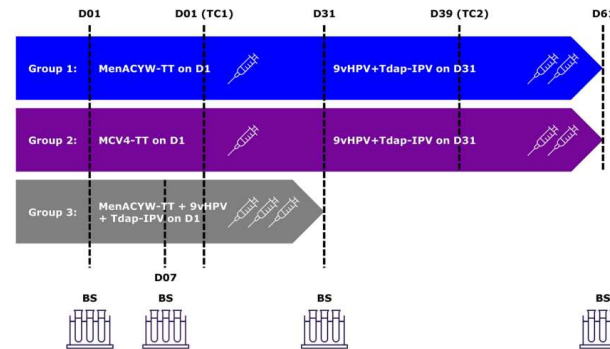 D01 D01 (TC1) D31 D39 (TC2) D61
Group 1: MenACYW-TT on D1 9vHPV+Tdap-IPV on D31
Group 2: MCV4-TT on D1 9vHPV+Tdap-IPV on D31
Group 3: MenACYW-TT + 9vHPV
+ Tdap-IPV on D1
D07
BS BS BS BS